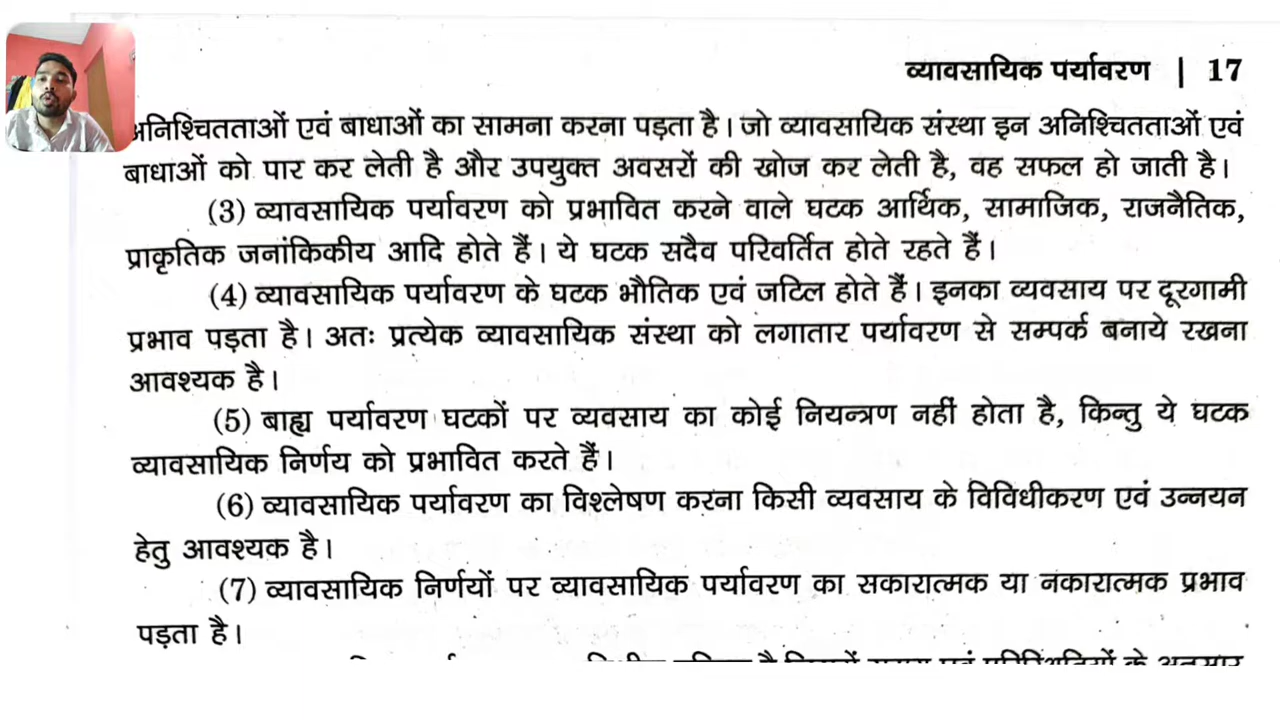 व्यावसायिक पर्यावरण | 17
अनिश्चितताओं एवं बाधाओं का सामना करना पड़ता है। जो व्यावसायिक संस्था इन अनिश्चितताओं एवं
बाधाओं को पार कर लेती है और उपयुक्त अवसरों की खोज कर लेती है, वह सफल हो जाती है।
(3) व्यावसायिक पर्यावरण को प्रभावित करने वाले घटक आर्थिक, सामाजिक, राजनैतिक,
प्राकृतिक जनांकिकीय आदि होते हैं। ये घटक सदैव परिवर्तित होते रहते हैं।
(4) व्यावसायिक पर्यावरण के घटक भौतिक एवं जटिल होते हैं। इनका व्यवसाय पर दूरगामी
प्रभाव पड़ता है। अतः प्रत्येक व्यावसायिक संस्था को लगातार पर्यावरण से सम्पर्क बनाये रखना
आवश्यक है।
(5) बाह्य पर्यावरण घटकों पर व्यवसाय का कोई नियन्त्रण नहीं होता है, किन्तु ये घटक
व्यावसायिक निर्णय को प्रभावित करते हैं।
(6) व्यावसायिक पर्यावरण का विश्लेषण करना किसी व्यवसाय के विविधीकरण एवं उन्नयन
हेतु आवश्यक है।
(7) व्यावसायिक निर्णयों पर व्यावसायिक पर्यावरण का सकारात्मक या नकारात्मक प्रभाव
पड़ता है।